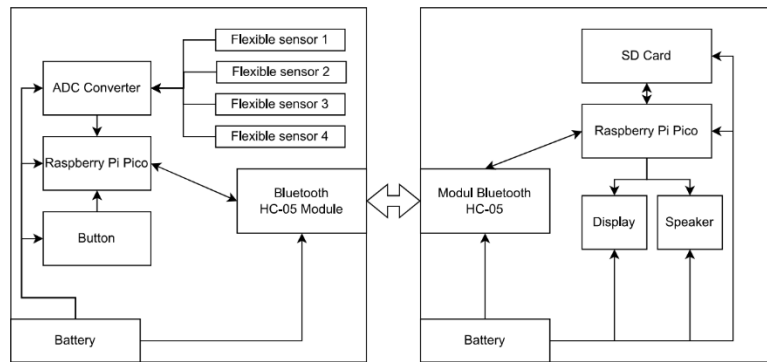 Flexible sensor 1
Flexible sensor 2
Flexible sensor 3
Flexible sensor 4
ADC Converter
Raspberry Pi Pico
Button
Bluetooth
HC-05 Module
Battery
SD Card
Raspberry Pi Pico
Modul Bluetooth
HC-05
Display
Speaker
Battery